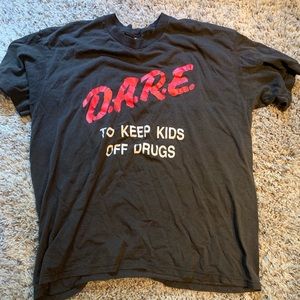 D.A.R.E.
TO KEEP KIDS
OFF DRUGS